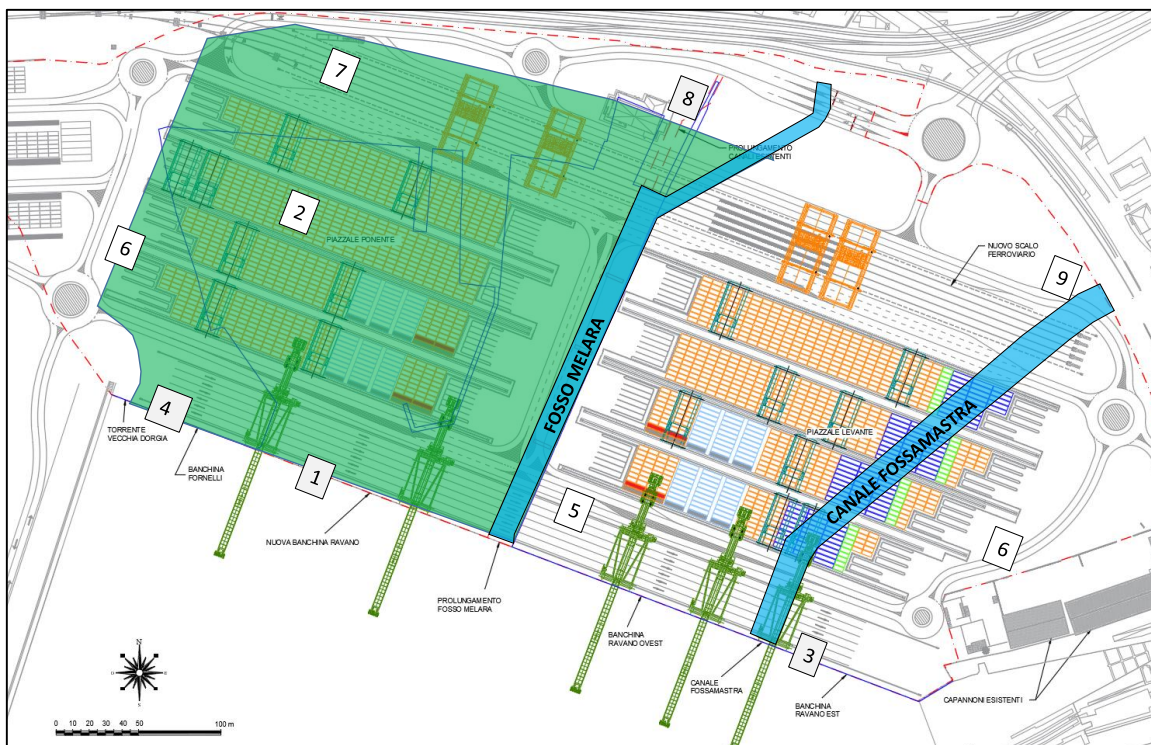 7
8
PROLUNGAMENTO
CANALI ESISTENTI
2
PIAZZALE PONENTE
6
NUOVO SCALO
FERROVIARIO
9
FOSSO MELARA
CANALE FOSSAMASTRA
PIAZZALE LEVANTE
4
TORRENTE
VECCHIA DORGIA
BANCHINA
FORNELLI
1
NUOVA BANCHINA RAVANO
5
6
PROLUNGAMENTO
FOSSO MELARA
BANCHINA
RAVANO OVEST
3
CANALE
FOSSAMASTRA
BANCHINA
RAVANO EST
CAPANNONI ESISTENTI
N
0 10 20 30 40 50 100 m